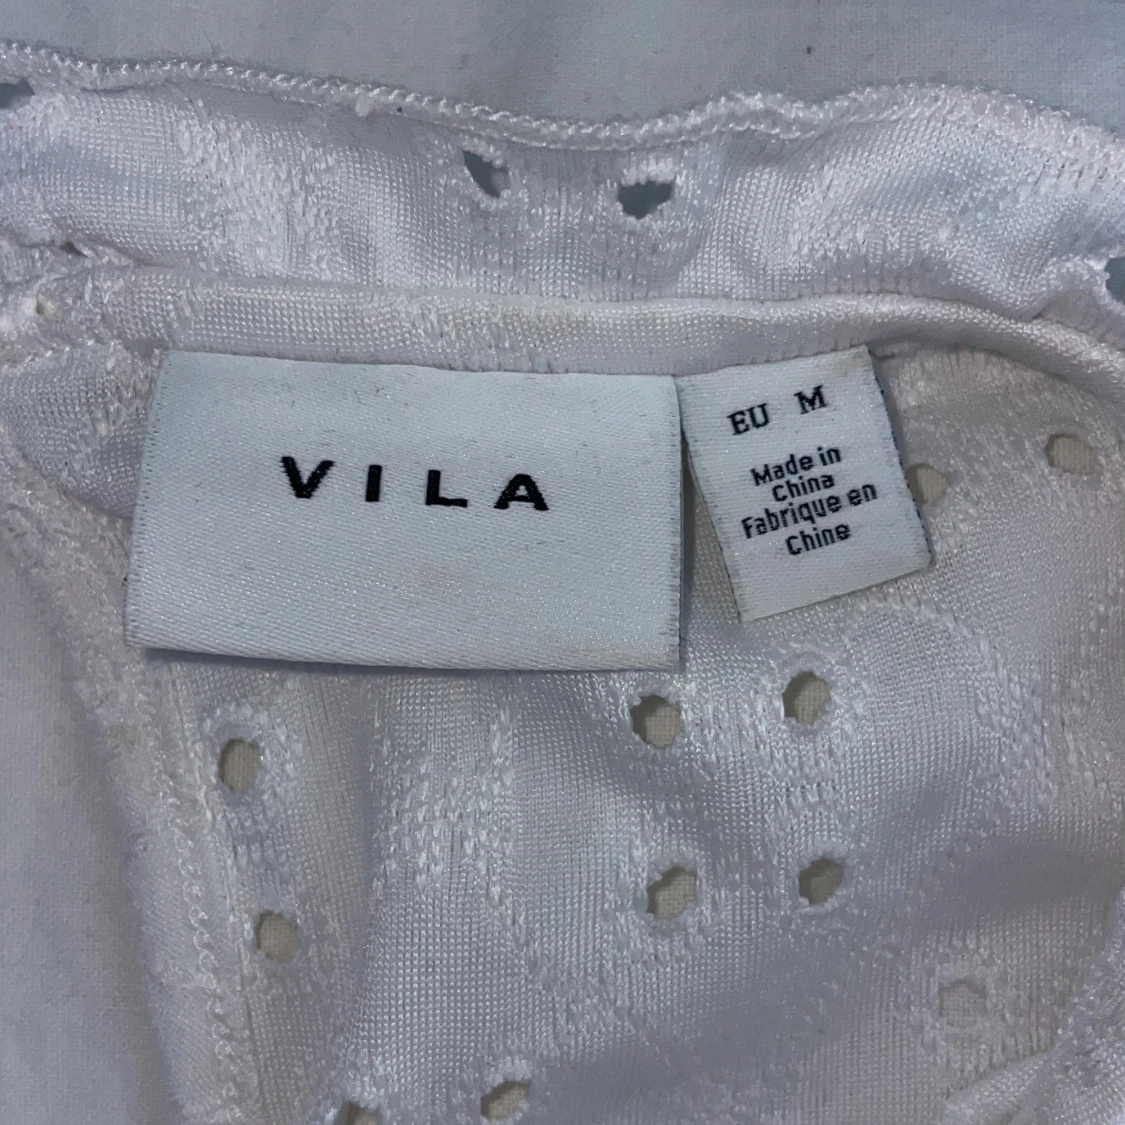 VILA
EU M
Made in
China
Fabrique en
Chine